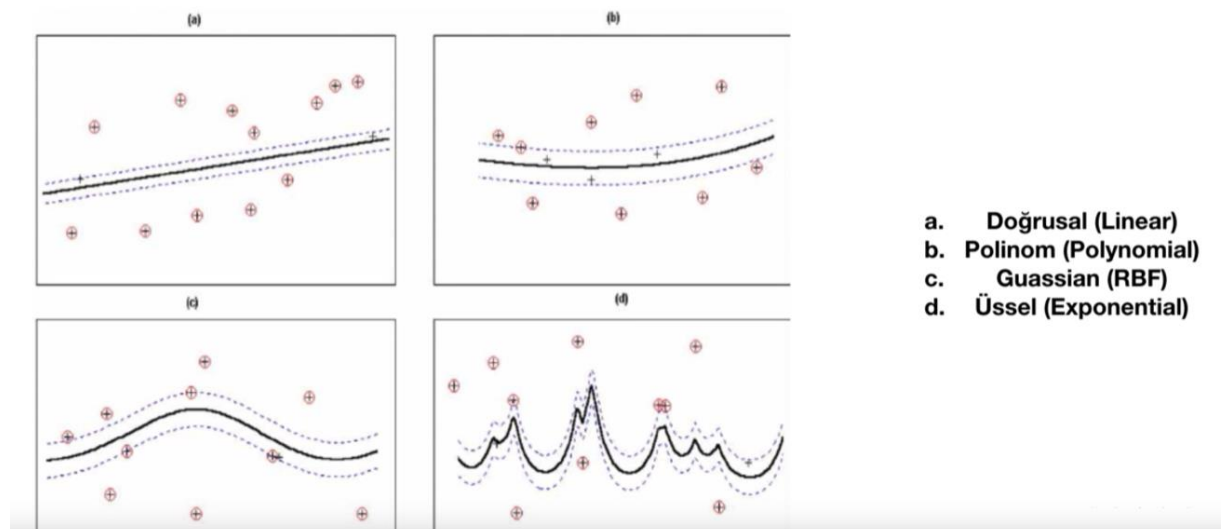 (a)
(b)
a. Doğrusal (Linear)
b. Polinom (Polynomial)
c. Guassian (RBF)
d. Üssel (Exponential)
(c)
(d)